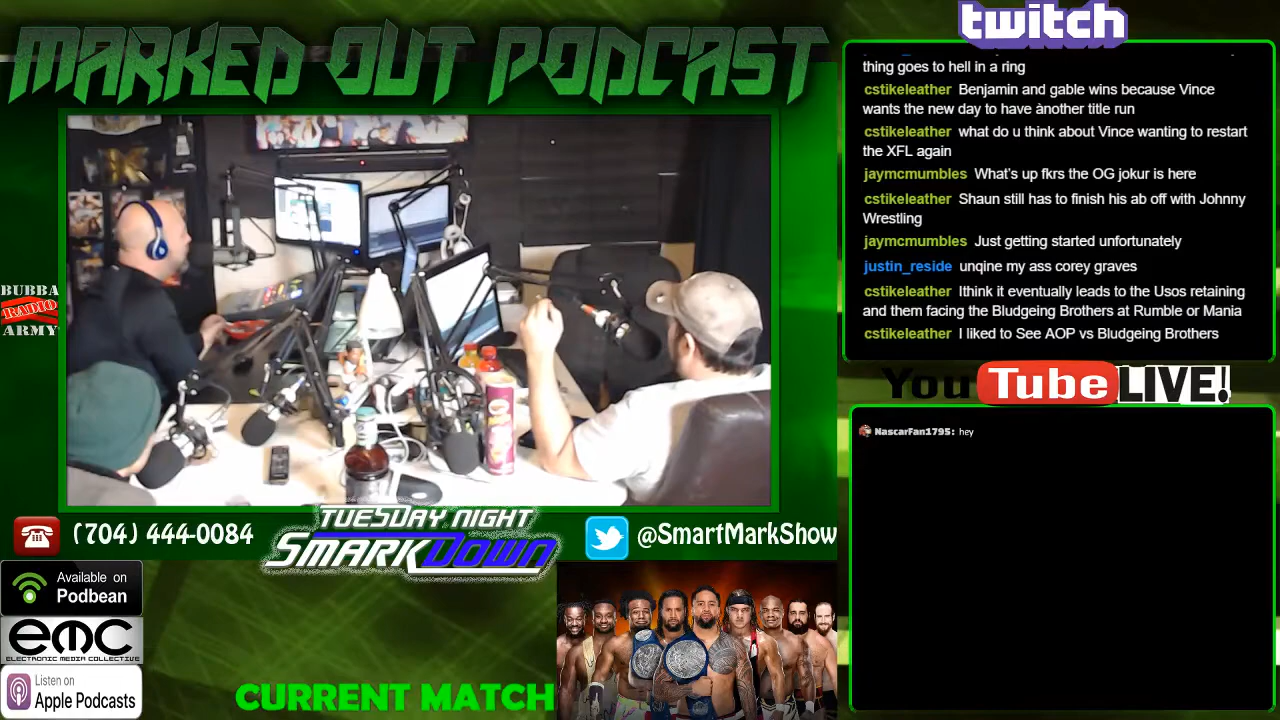 MARKED OUT PODCAST
twitch
thing goes to hell in a ring
cstikeleather Benjamin and gable wins because Vince
wants the new day to have ànother title run
cstikeleather what do u think about Vince wanting to restart
the XFL again
jaymcmumbles What's up fkrs the OG jokur is here
cstikeleather Shaun still has to finish his ab off with Johnny
Wrestling
jaymcmumbles Just getting started unfortunately
justin_reside unqine my ass corey graves
cstikeleather Ithink it eventually leads to the Usos retaining
and them facing the Bludgeing Brothers at Rumble or Mania
cstikeleather I liked to See AOP vs Bludgeing Brothers
You Tube LIVE!
NascarFan1795: hey
BUBBA
RADIO
ARMY
(704) 444-0084
TUESDAY NIGHT
SMARKDOWN
@SmartMarkShow
Available on
Podbean
emc
ELECTRONIC MEDIA COLLECTIVE
Listen on
Apple Podcasts
CURRENT MATCH